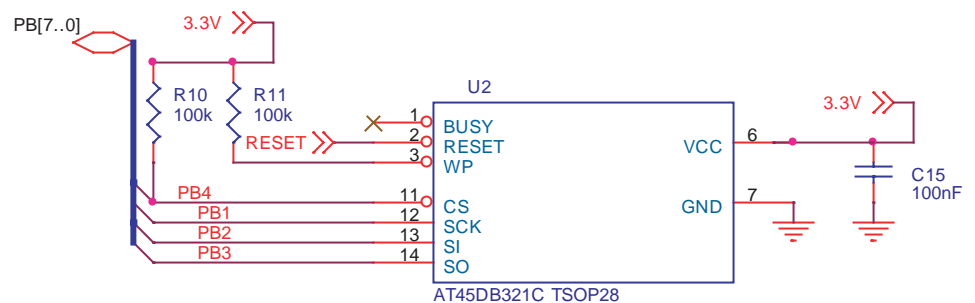 PB[7..0]
3.3V
R10
100k
R11
100k
RESET
U2
1
BUSY
2
RESET
3
WP
PB4
11
CS
PB1
12
SCK
PB2
13
SI
PB3
14
SO
VCC
6
GND
7
3.3V
C15
100nF
AT45DB321C TSOP28